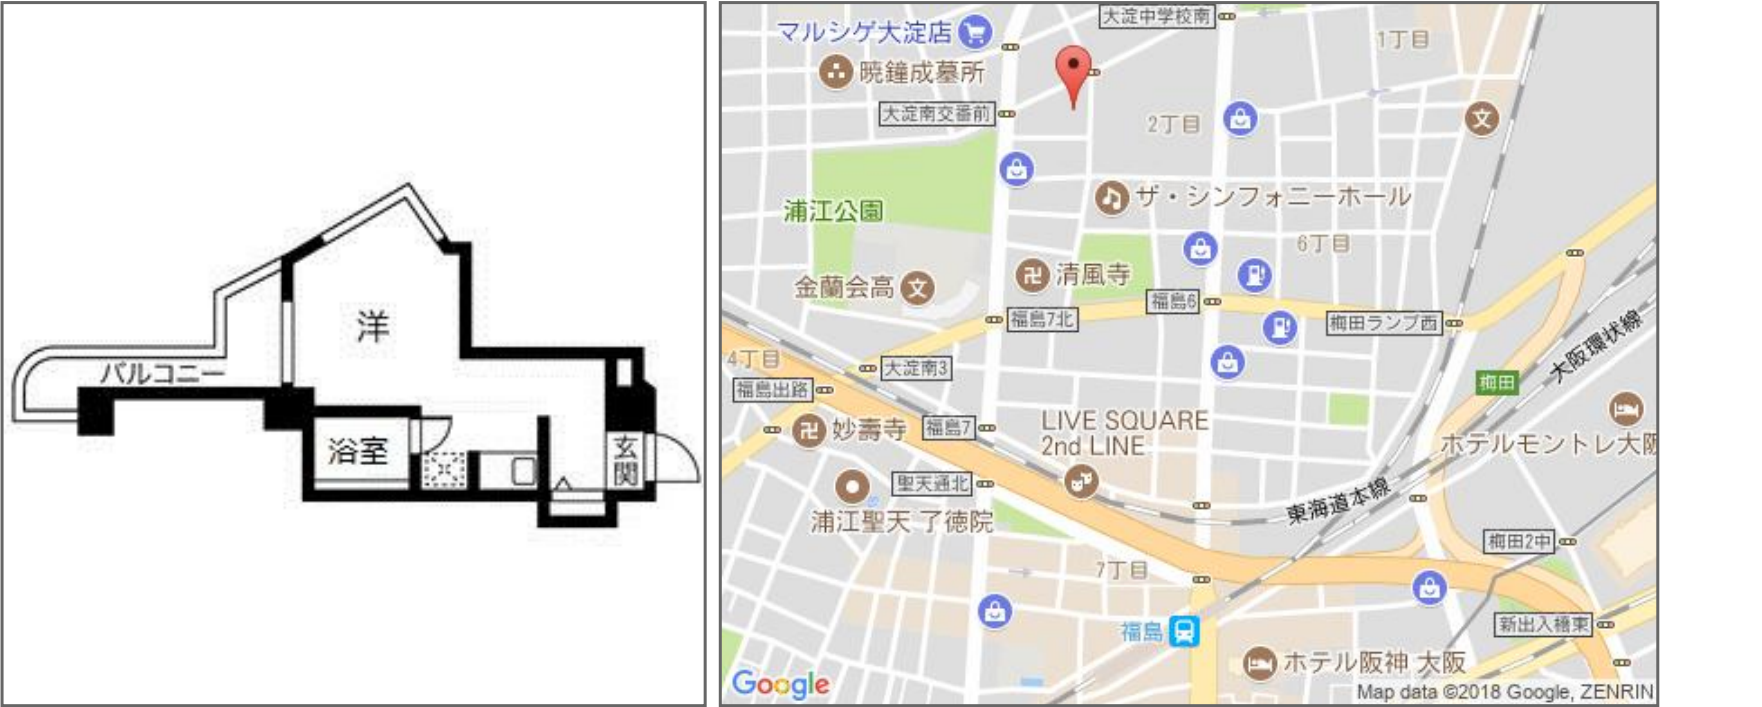 洋
バルコニー
浴室
玄関
大淀中学校南
マルシゲ大淀店
1丁目
暁鐘成墓所
大淀南交番前
2丁目
ザ・シンフォニーホール
浦江公園
6丁目
清風寺
金蘭会高
文
文
福島6
福島7北
梅田ランプ西
大阪環状線
4丁目
大淀南3
福島出路
梅田
LIVE SQUARE
2nd LINE
妙壽寺
福島7
ホテルモントレ大阪
聖天通北
東海道本線
浦江聖天 了徳院
梅田2中
7丁目
福島
新出入橋東
ホテル阪神 大阪
Google
Map data ©2018 Google, ZENRIN